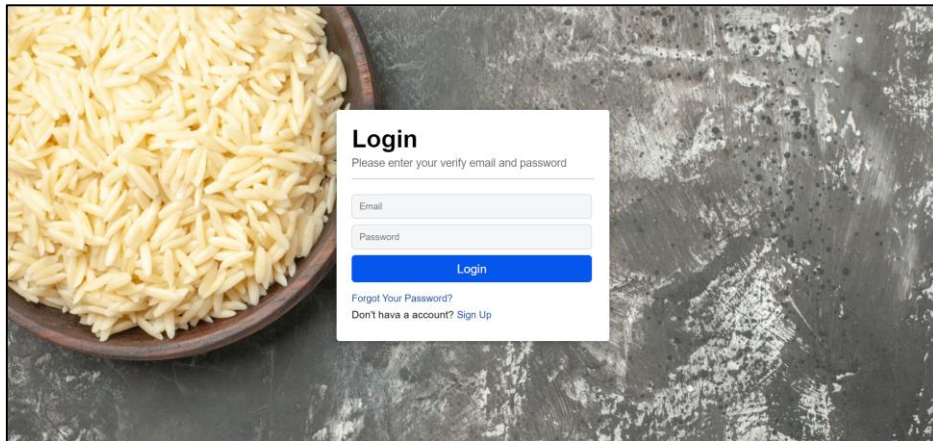 Login
Please enter your verify email and password
Email
Password
Login
Forgot Your Password?
Don't hava a account? Sign Up